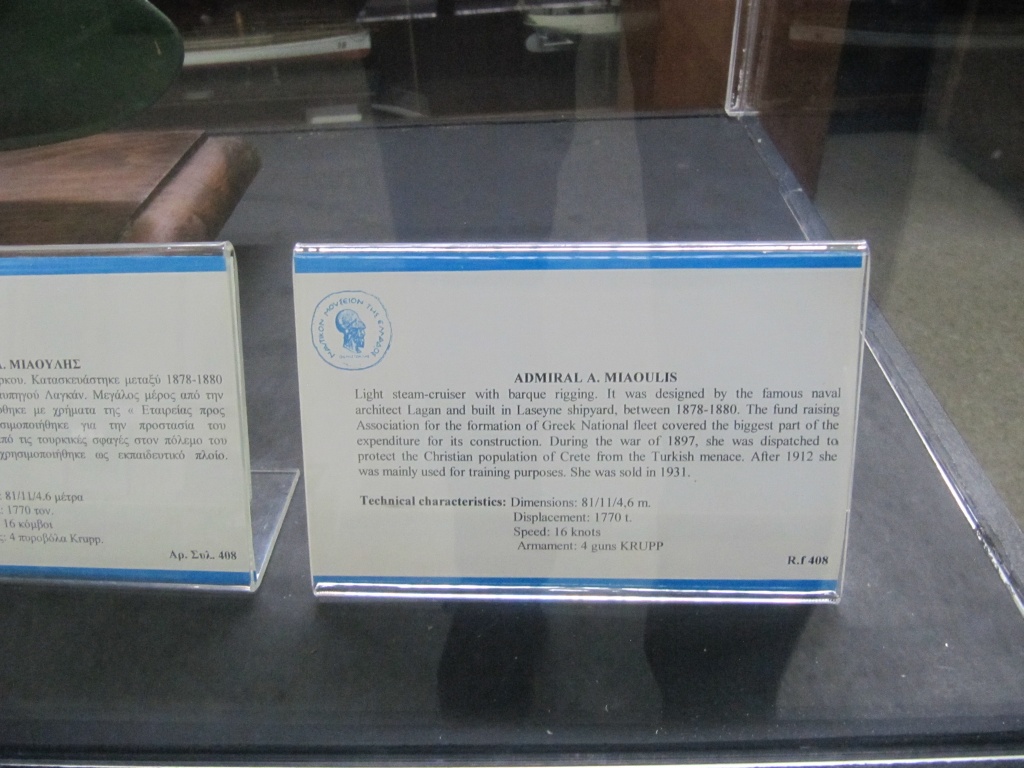 ΝΑΥΤΙΚΟΝ ΜΟΥΣΕΙΟΝ ΤΗΣ ΕΛΛΑΔΟΣ
ΜΙΑΟΥΛΗΣ
Κατασκευάστηκε μεταξύ 1878-1880
Λαγκάν. Μεγάλος μέρος από την
με χρήματα της « Εταιρείας προς
για την προστασία του
τις τουρκικές σφαγές στον πόλεμο του
χρησιμοποιήθηκε ως εκπαιδευτικό πλοίο.
81/11/4,6 μέτρα
: 1770 τον.
16 κόμβοι
: 4 πυροβόλα Krupp.
Αρ. Συλ. 408
ADMIRAL A. MIAOULIS
Light steam-cruiser with barque rigging. It was designed by the famous naval
architect Lagan and built in Laseyne shipyard, between 1878-1880. The fund raising
Association for the formation of Greek National fleet covered the biggest part of the
expenditure for its construction. During the war of 1897, she was dispatched to
protect the Christian population of Crete from the Turkish menace. After 1912 she
was mainly used for training purposes. She was sold in 1931.
Technical characteristics: Dimensions: 81/11/4,6 m.
Displacement: 1770 t.
Speed: 16 knots
Armament: 4 guns KRUPP
R.f 408